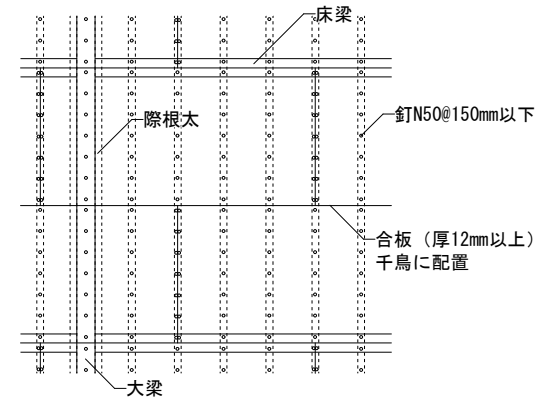 床梁
釘N50@150mm以下
際根太
合板（厚12mm以上）
千鳥に配置
大梁